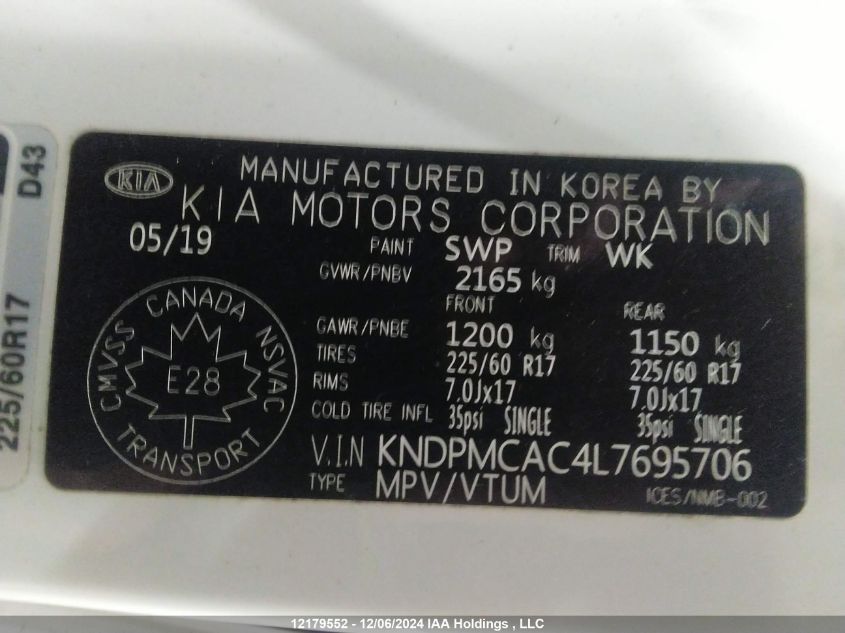 D43
225/60R17
KIA
MANUFACTURED IN KOREA BY
KIA MOTORS CORPORATION
05/19 PAINT SWP TRIM WK
GVWR/PNBV 2165 kg
FRONT REAR
GAWR/PNBE 1200 kg 1150 kg
TIRES 225/60 R17 225/60 R17
RIMS 7.0Jx17 7.0Jx17
COLD TIRE INFL 35psi SINGLE 35psi SINGLE
V.I.N KNDPMCAC4L7695706
TYPE MPV/VTUM ICES/NMB-002
CANADA
CMVSS NSVAC
E28
TRANSPORT
12179552 - 12/06/2024 IAA Holdings , LLC